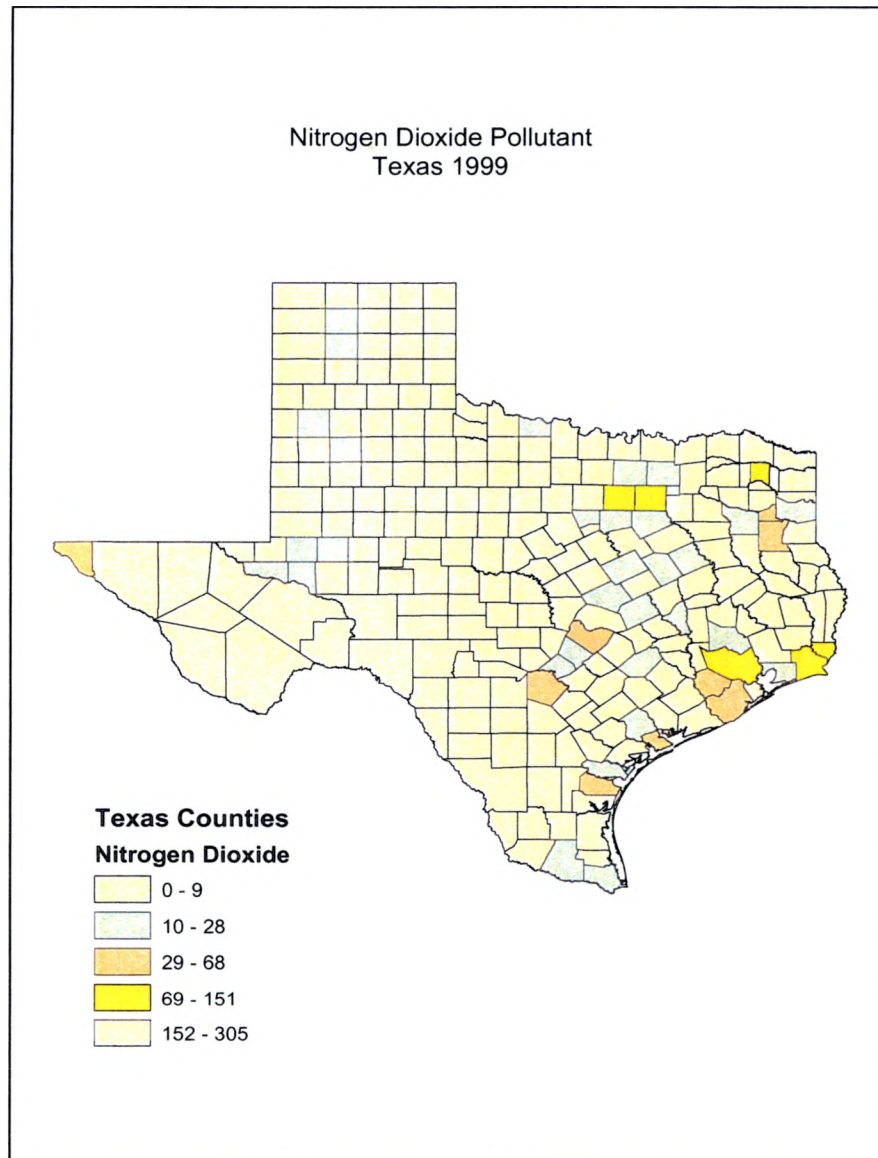 Nitrogen Dioxide Pollutant
Texas 1999
Texas Counties
Nitrogen Dioxide
0 - 9
10 - 28
29 - 68
69 - 151
152 - 305